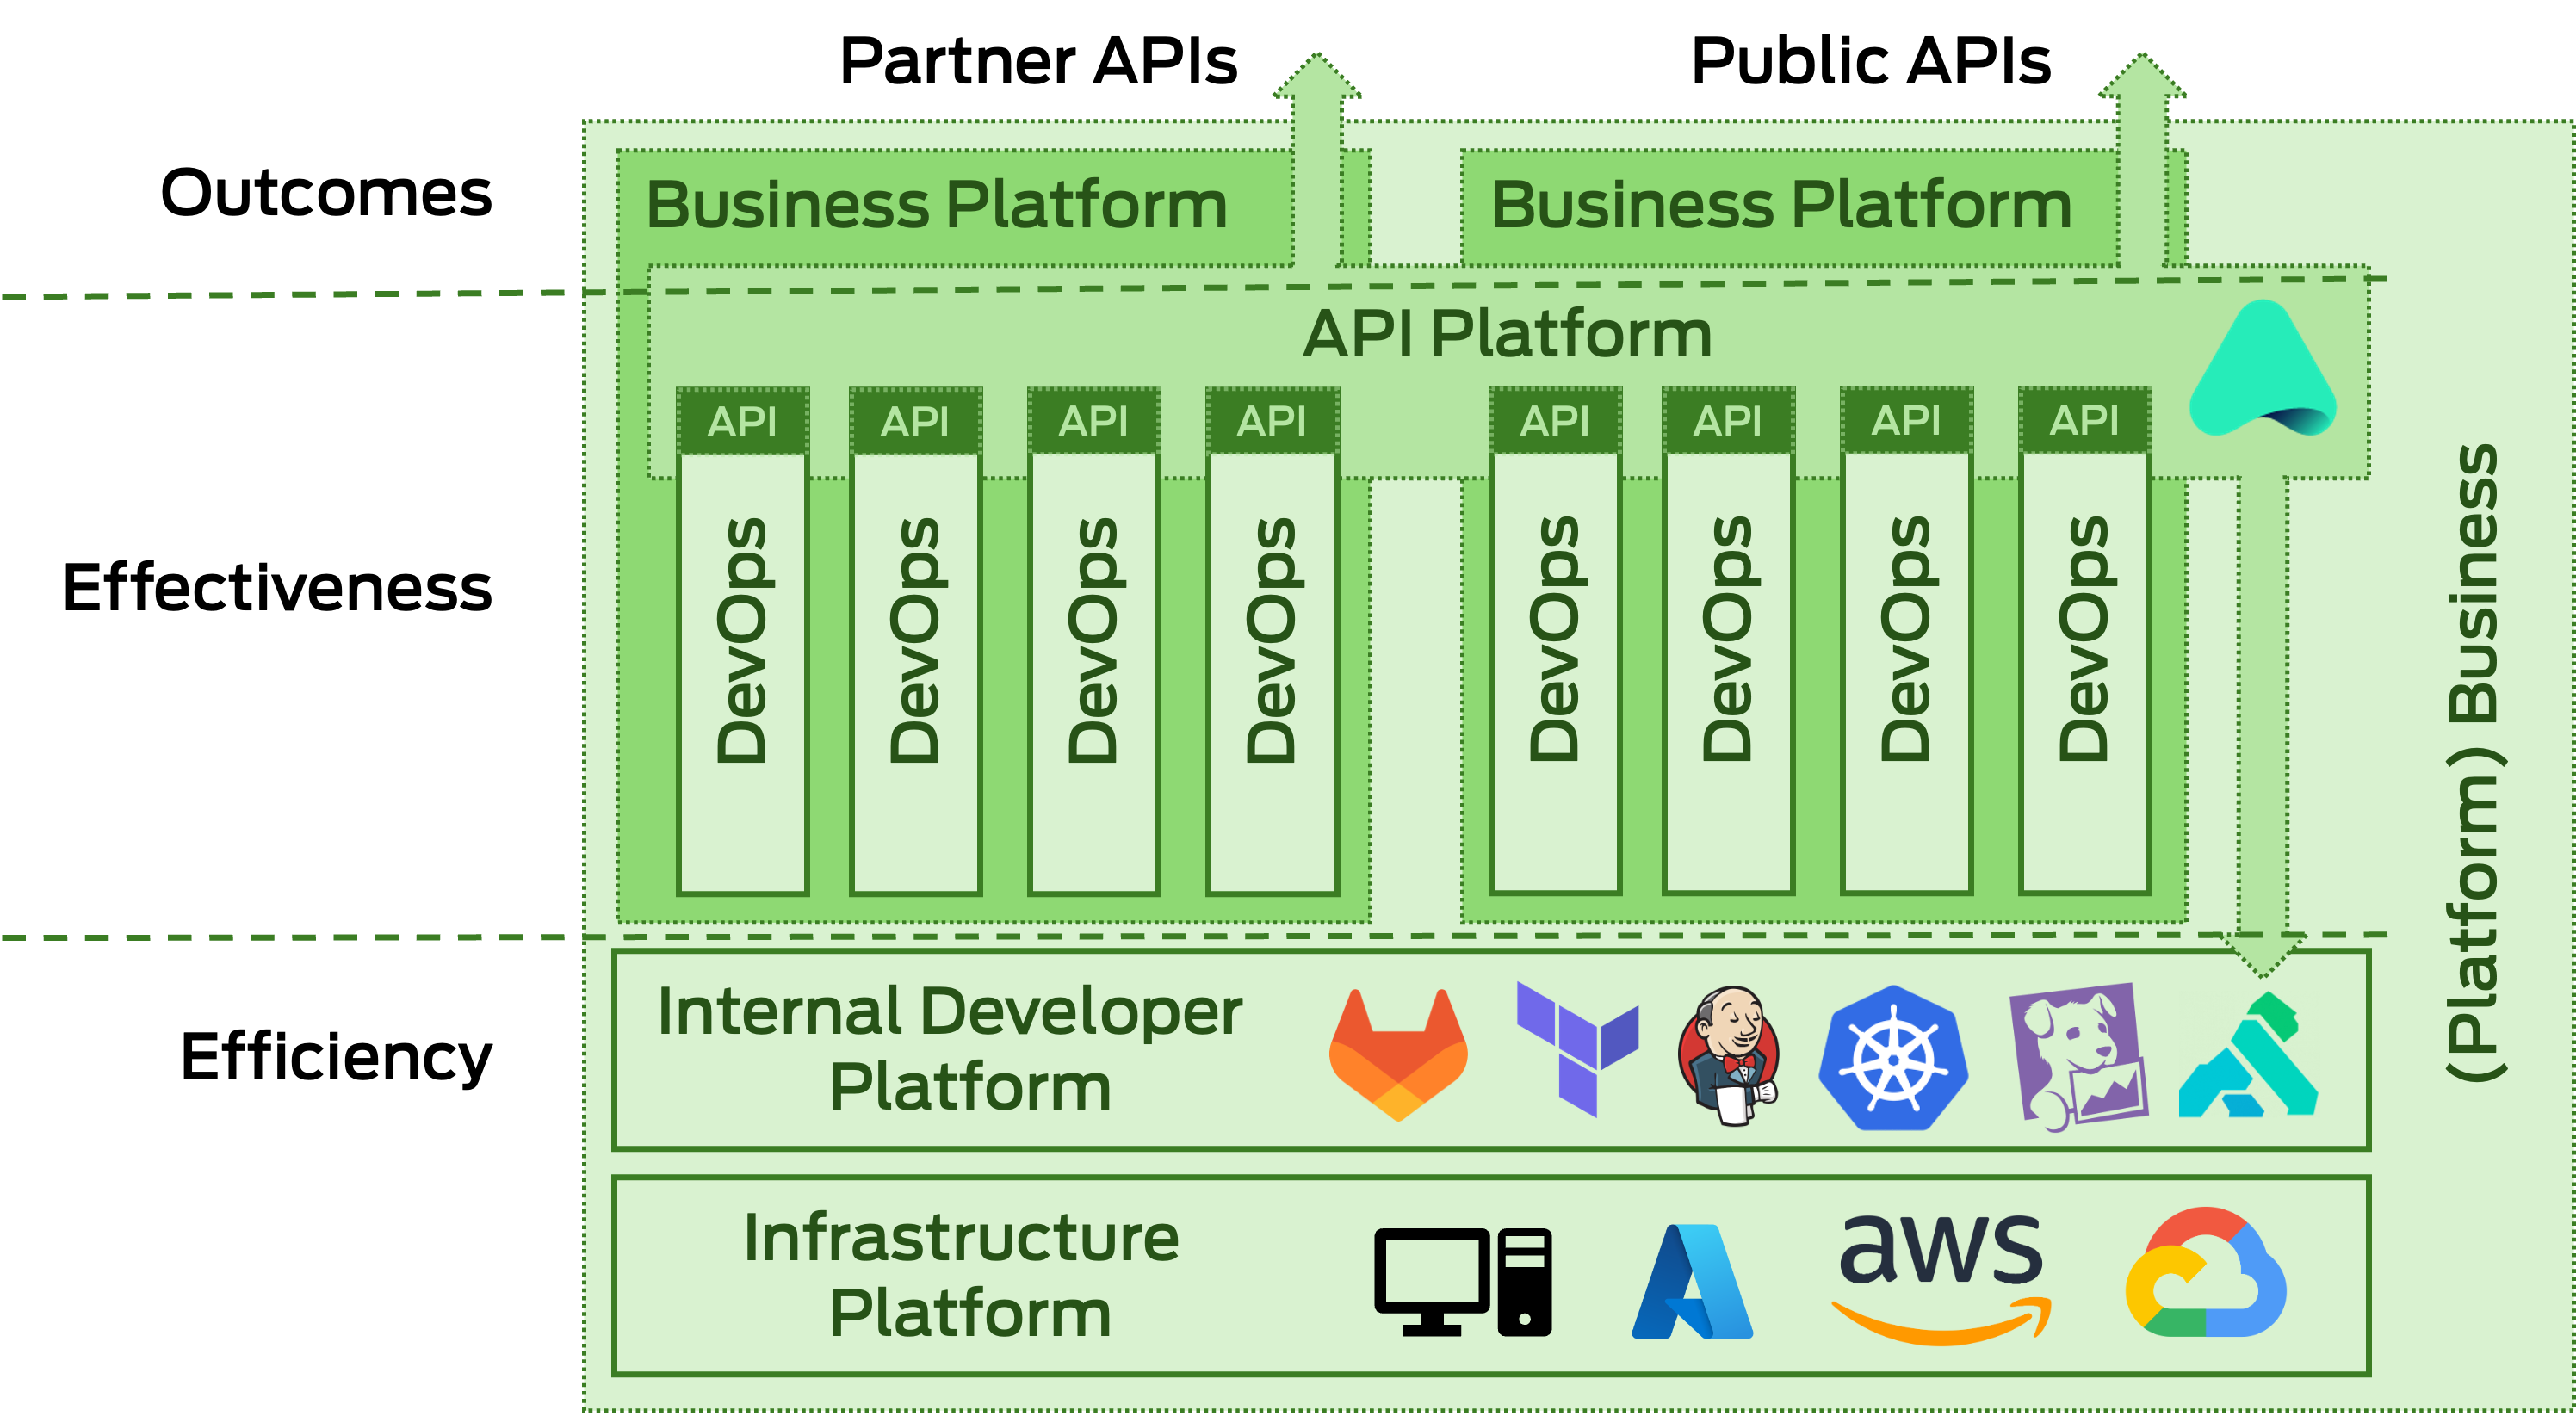 Partner APIs
Public APIs
Outcomes
Business Platform
Business Platform
API Platform
API
API
API
API
API
API
API
API
Effectiveness
DevOps
DevOps
DevOps
DevOps
DevOps
DevOps
DevOps
DevOps
(Platform) Business
Efficiency
Internal Developer
Platform
Infrastructure
Platform
aws